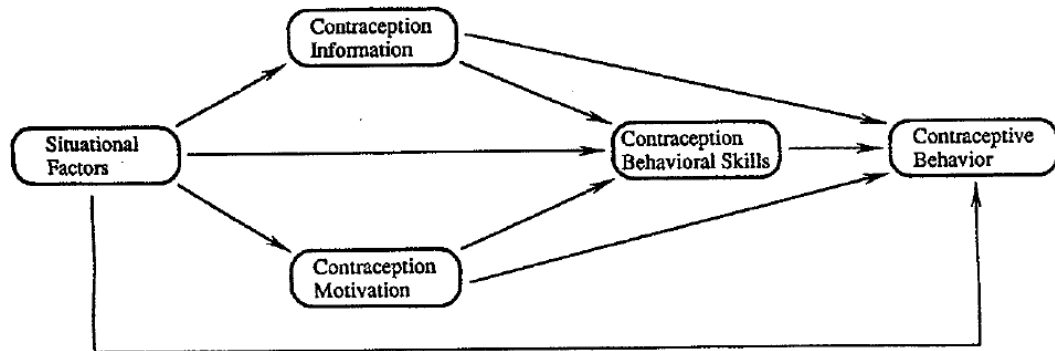 Contraception
Information
Situational
Factors
Contraception
Behavioral Skills
Contraceptive
Behavior
Contraception
Motivation